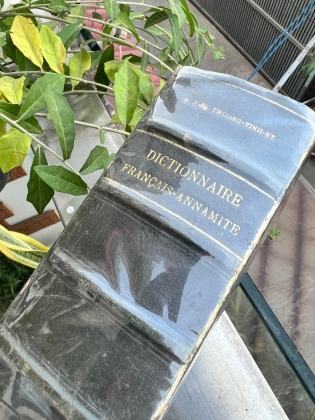 P. J.-B. TRUONG-VINH-KY
DICTIONNAIRE
FRANÇAIS-ANNAMITE